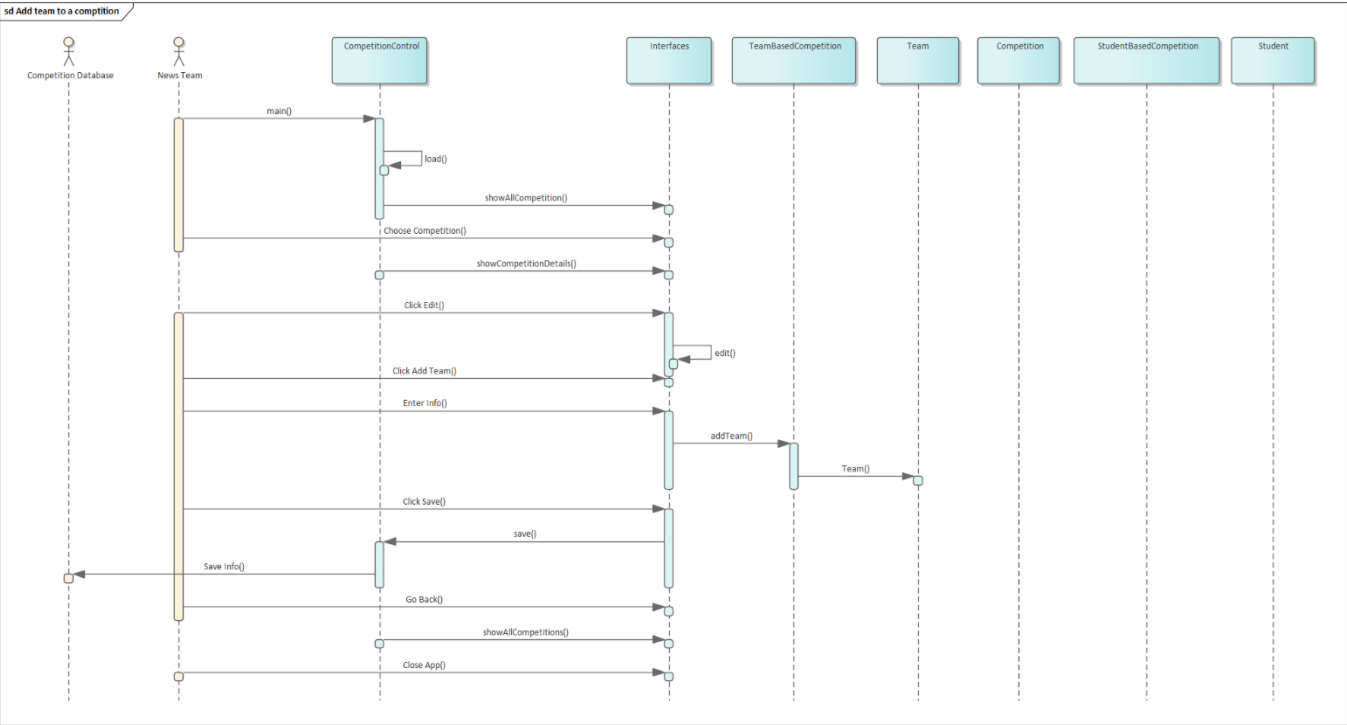 sd Add team to a comptition
Competition Database
News Team
CompetitionControl
Interfaces
TeamBasedCompetition
Team
Competition
StudentBasedCompetition
Student
main()
load()
showAllCompetition()
Choose Competition()
showCompetitionDetails()
Click Edit()
edit()
Click Add Team()
Enter Info()
addTeam()
Team()
Click Save()
save()
Save Info()
Go Back()
showAllCompetitions()
Close App()